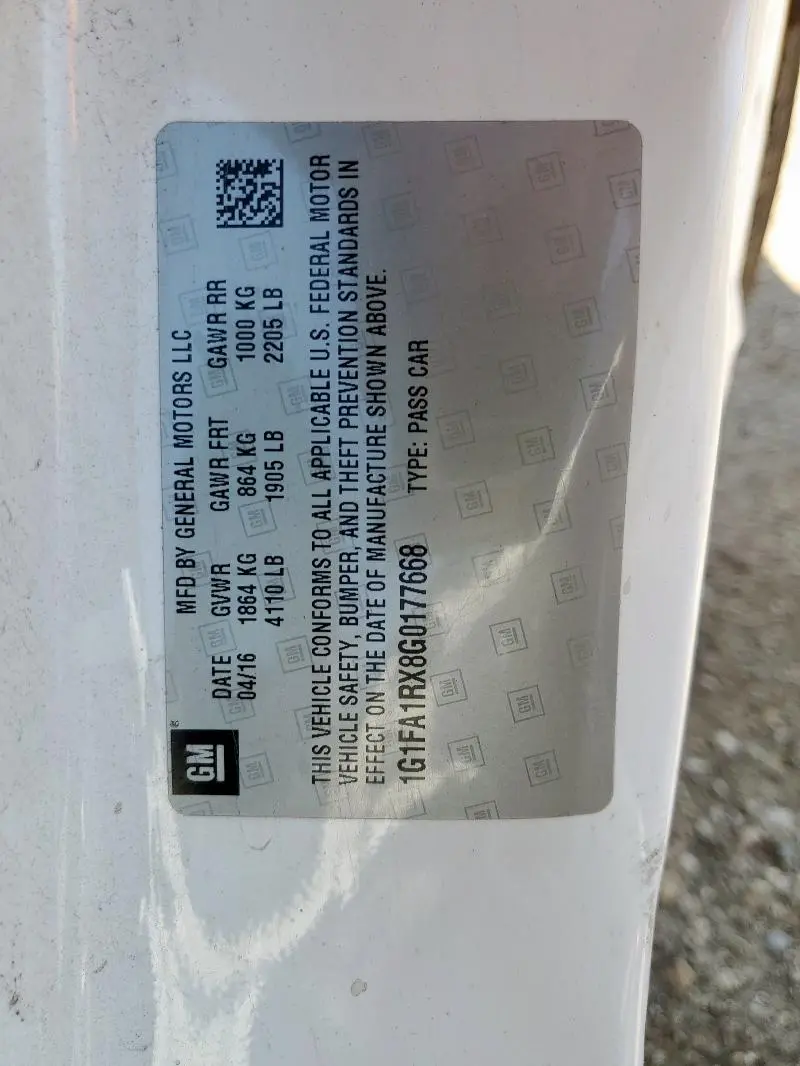 GM
MFD BY GENERAL MOTORS LLC
DATE GVWR GAWR FRT GAWR RR
04/16 1864 KG 864 KG 1000 KG
4110 LB 1905 LB 2205 LB
THIS VEHICLE CONFORMS TO ALL APPLICABLE U.S. FEDERAL MOTOR
VEHICLE SAFETY, BUMPER, AND THEFT PREVENTION STANDARDS IN
EFFECT ON THE DATE OF MANUFACTURE SHOWN ABOVE.
1G1FA1RX8G0177668 TYPE: PASS CAR